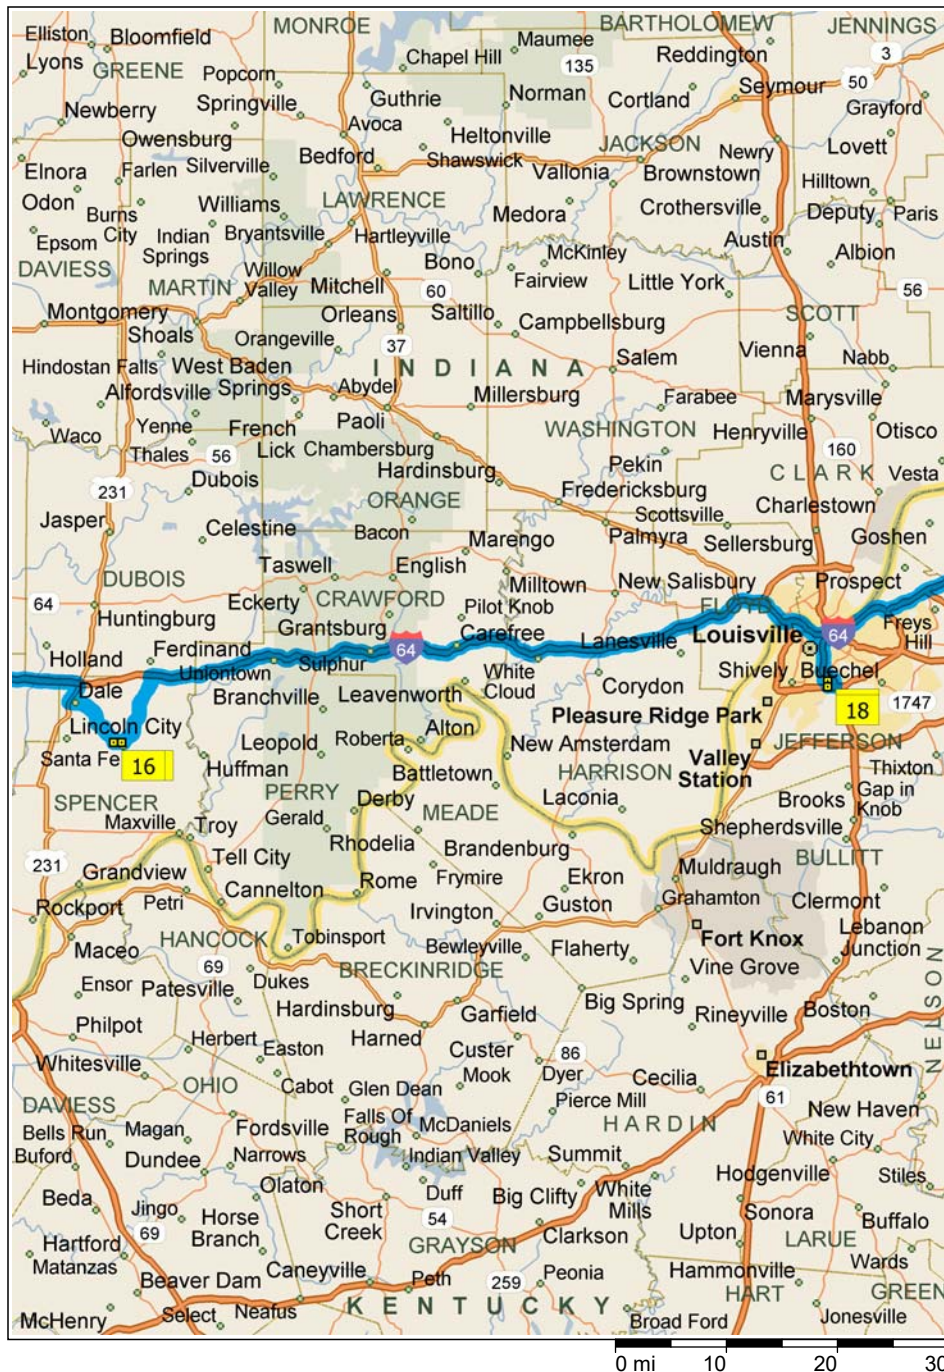 MONROE
BARTHOLOMEW
JENNINGS
Elliston
Bloomfield
Maumee
Reddington
3
Lyons
GREENE
Popcorn
Chapel Hill
135
50
Seymour
Newberry
Springville
Guthrie
Norman
Cortland
Grayford
Owensburg
Avoca
Heltonville
JACKSON
Elnora
Farlen
Silverville
Bedford
Shawswick
Vallonia
Brownstown
Newry
Lovett
Odon
Burns
City
Williams
LAWRENCE
Medora
Crothersville
Hilltown
Deputy
Paris
Epsom
Indian
Springs
Bryantsville
Hartleyville
Austin
Albion
DAVIESS
MARTIN
Willow
Valley
Mitchell
Bono
McKinley
Fairview
Little York
60
56
Montgomery
Shoals
Orleans
Saltillo
Campbellsburg
SCOTT
Orangeville
37
Vienna
Nabb
Hindostan Falls
West Baden
Springs
INDIANA
Salem
Alfordsville
Abydel
Millersburg
Farabee
Marysville
Waco
Yenne
French
Lick
Paoli
WASHINGTON
Henryville
Otisco
Thales
56
Chambersburg
Pekin
160
Dubois
Hardinsburg
CLARK
Vesta
231
ORANGE
Fredericksburg
Charlestown
Jasper
Celestine
Bacon
Marengo
Scottsville
Palmyra
Sellersburg
Goshen
DUBOIS
Taswell
English
Milltown
New Salisbury
Prospect
64
Huntingburg
Eckerty
CRAWFORD
Pilot Knob
FLOYD
Grantsburg
64
Carefree
Lanesville
Louisville
64
Freys
Hill
Holland
Ferdinand
Uniontown
Sulphur
White
Cloud
Shively
Buechel
Dale
Branchville
Leavenworth
Corydon
1747
Lincoln City
Alton
Pleasure Ridge Park
18
Santa Fe
16
Huffman
Leopold
Roberta
New Amsterdam
Valley
Station
JEFFERSON
Battletown
HARRISON
Thixton
SPENCER
PERRY
Derby
Laconia
Brooks
Gap in
Knob
Maxville
Troy
Gerald
MEADE
Shepherdsville
Rhodelia
Brandenburg
BULLITT
231
Grandview
Tell City
Muldraugh
Cannelton
Rome
Frymire
Ekron
Rockport
Petri
Irvington
Guston
Grahamton
Clermont
Maceo
HANCOCK
Tobinsport
Bewleyville
Flaherty
Fort Knox
Lebanon
Junction
69
BRECKINRIDGE
Vine Grove
NELSON
Ensor
Patesville
Dukes
Hardinsburg
Big Spring
Boston
Philpot
Harned
Garfield
Rineyville
Herbert
Easton
Custer
86
Whitesville
Mook
Dyer
Elizabethtown
OHIO
Cabot
Glen Dean
Cecilia
61
DAVIESS
Falls Of
Rough
Pierce Mill
New Haven
Bells Run
Magan
Fordsville
McDaniels
HARDIN
White City
Buford
Dundee
Narrows
Indian Valley
Summit
Hodgenville
Stiles
Beda
Olaton
Duff
Big Clifty
White
Mills
Jingo
Horse
Branch
Short
Creek
54
Sonora
Buffalo
Hartford
69
GRAYSON
Clarkson
Upton
LARUE
Matanzas
Wards
Beaver Dam
Caneyville
Peth
259
Peonia
Hammonville
GREEN
McHenry
Select
Neafus
KENTUCKY
HART
Broad Ford
Jonesville
0 mi 10 20 30